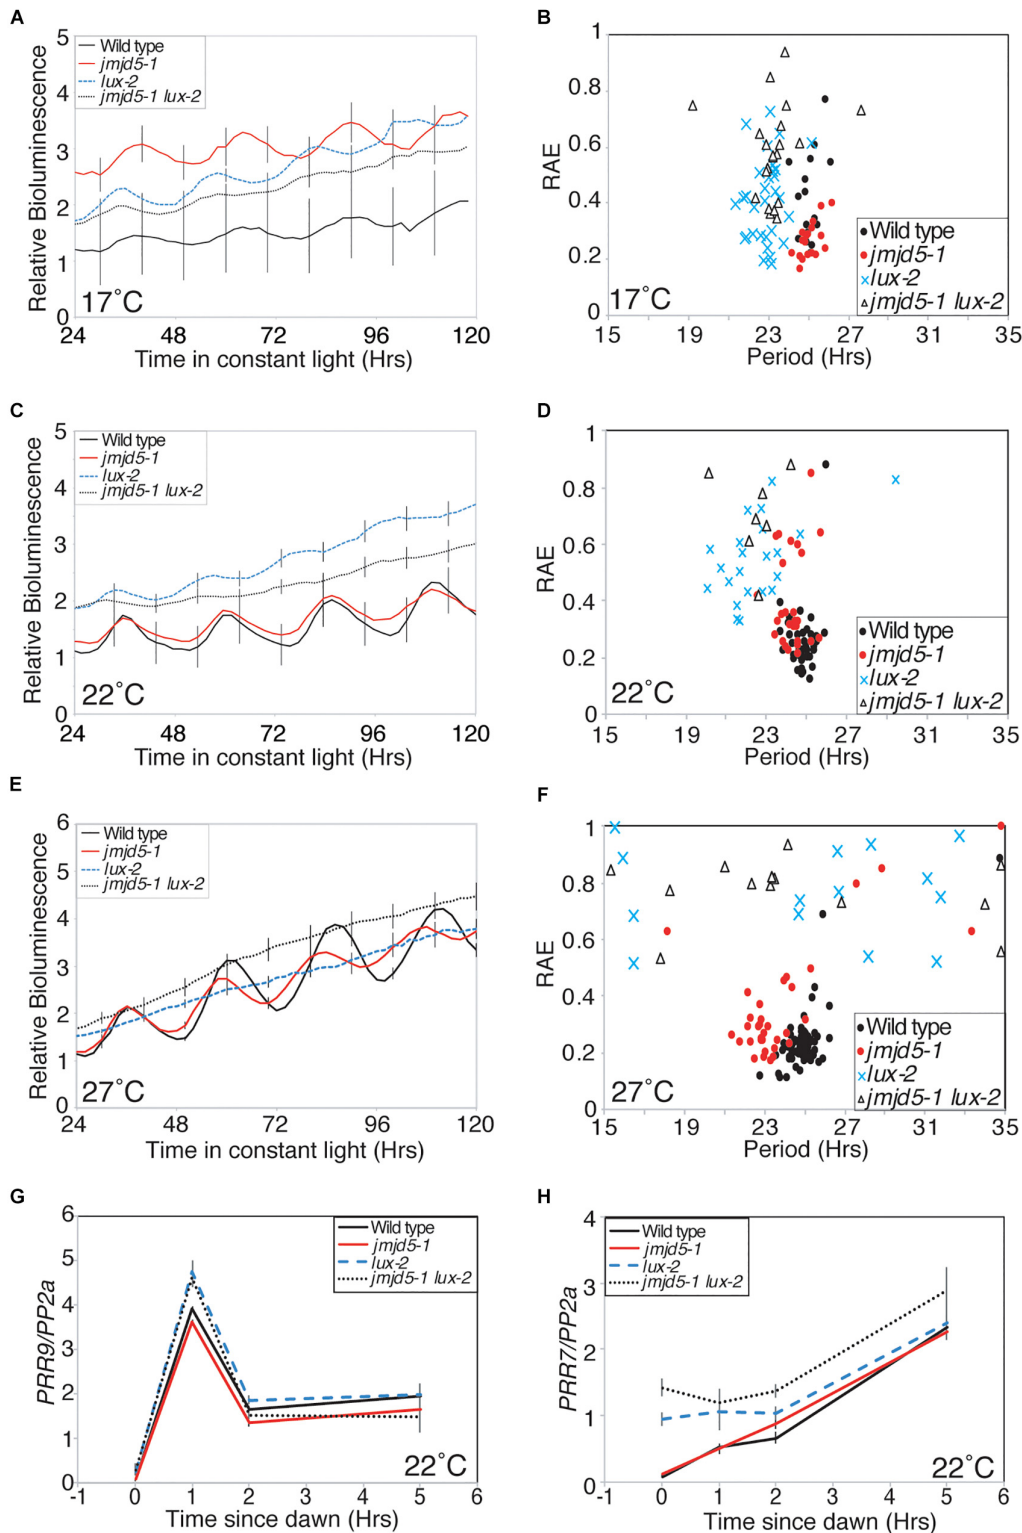 A
5
4
3
2
1
0
Relative Bioluminescence
Wild type
jmjd5-1
lux-2
jmjd5-1 lux-2
17°C
24 48 72 96 120
Time in constant light (Hrs)
B
1
0.8
0.6
0.4
0.2
0
RAE
Wild type
jmjd5-1
lux-2
jmjd5-1 lux-2
17°C
15 19 23 27 31 35
Period (Hrs)
C
5
4
3
2
1
0
Relative Bioluminescence
Wild type
jmjd5-1
lux-2
jmjd5-1 lux-2
22°C
24 48 72 96 120
Time in constant light (Hrs)
D
1
0.8
0.6
0.4
0.2
0
RAE
Wild type
jmjd5-1
lux-2
jmjd5-1 lux-2
22°C
15 19 23 27 31 35
Period (Hrs)
E
6
5
4
3
2
1
0
Relative Bioluminescence
Wild type
jmjd5-1
lux-2
jmjd5-1 lux-2
27°C
24 48 72 96 120
Time in constant light (Hrs)
F
1
0.8
0.6
0.4
0.2
0
RAE
Wild type
jmjd5-1
lux-2
jmjd5-1 lux-2
27°C
15 19 23 27 31 35
Period (Hrs)
G
6
5
4
3
2
1
0
PRR9/PP2a
Wild type
jmjd5-1
lux-2
jmjd5-1 lux-2
22°C
-1 0 1 2 3 4 5 6
Time since dawn (Hrs)
H
4
3
2
1
0
PRR7/PP2a
Wild type
jmjd5-1
lux-2
jmjd5-1 lux-2
22°C
-1 0 1 2 3 4 5 6
Time since dawn (Hrs)